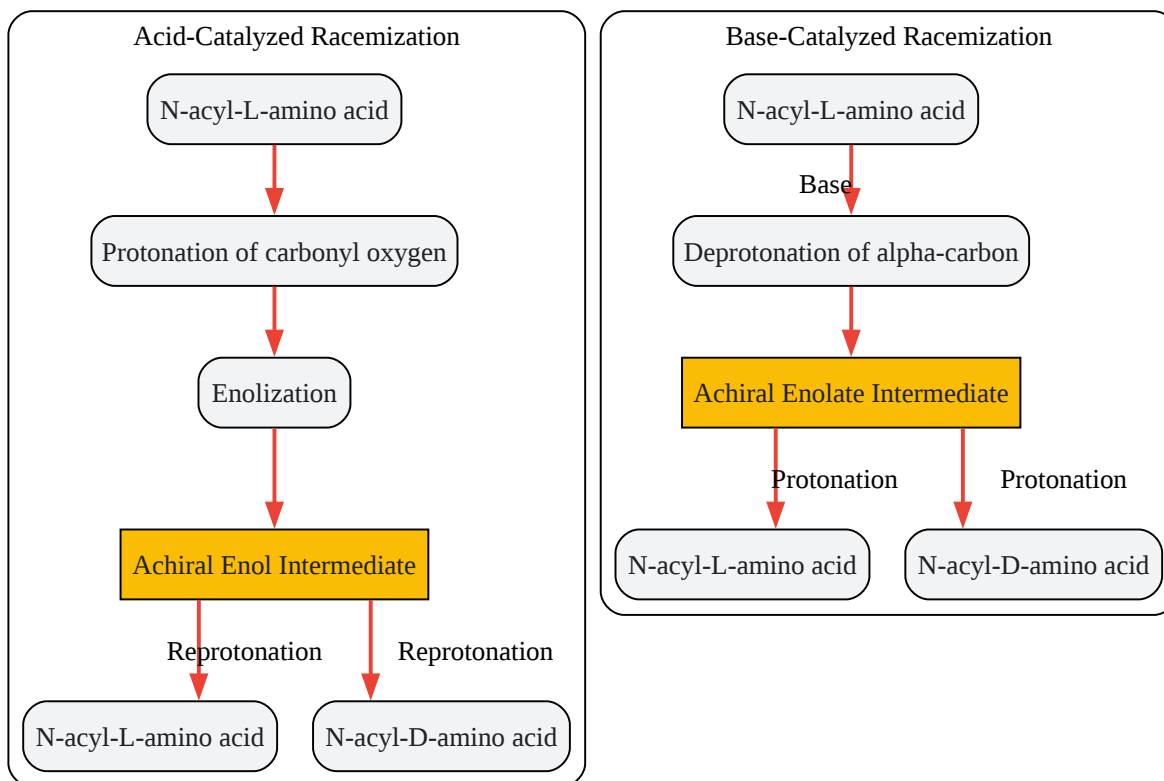 Acid-Catalyzed Racemization
N-acyl-L-amino acid
Protonation of carbonyl oxygen
Enolization
Achiral Enol Intermediate
Reprotonation
Reprotonation
N-acyl-L-amino acid
N-acyl-D-amino acid
Base-Catalyzed Racemization
N-acyl-L-amino acid
Base
Deprotonation of alpha-carbon
Achiral Enolate Intermediate
Protonation
Protonation
N-acyl-L-amino acid
N-acyl-D-amino acid